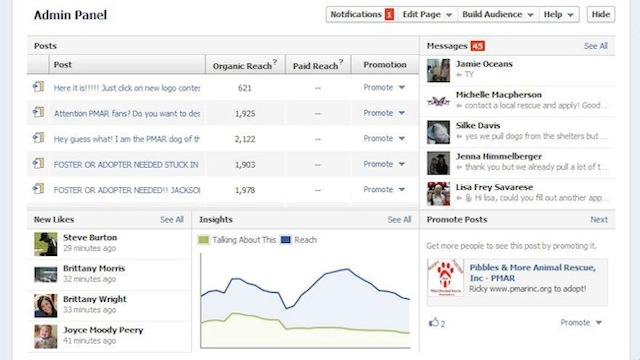 Admin Panel
Notifications 1 Edit Page Build Audience Help Hide
Posts
Post Organic Reach? Paid Reach? Promotion
Here it is!!!!! Just click on new logo contes 621 -- Promote
Attention PMAR fans? Do you want to des 1,925 -- Promote
Hey guess what! I am the PMAR dog of th 2,122 -- Promote
FOSTER OR ADOPTER NEEDED STUCK IN 1,903 -- Promote
FOSTER OR ADOPTER NEEDED!! JACKSON 1,978 -- Promote
Messages 45 See All
Jamie Oceans
TY
Michelle Macpherson
contact a local rescue and apply! Good...
Silke Davis
yes we pull dogs from the shelters but ...
Jenna Himmelberger
thank you but we already pull a lot of t...
Lisa Frey Savarese
Hi lisa, could you fill out another app...
New Likes See All
Steve Burton
29 minutes ago
Brittany Morris
32 minutes ago
Brittany Wright
33 minutes ago
Joyce Moody Peery
41 minutes ago
Insights See All
Talking About This Reach
Promote Posts Next
Get more people to see this post by promoting it.
Pibbles & More Animal Rescue,
Inc - PMAR
Ricky www.pmarinc.org to adopt!
2 Promote